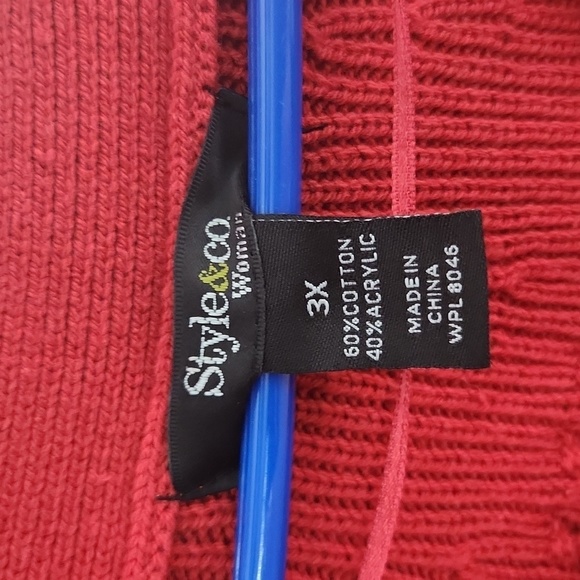 Style&co.
Woman
3X
60%COTTON
40%ACRYLIC
MADE IN
CHINA
WPL 8046